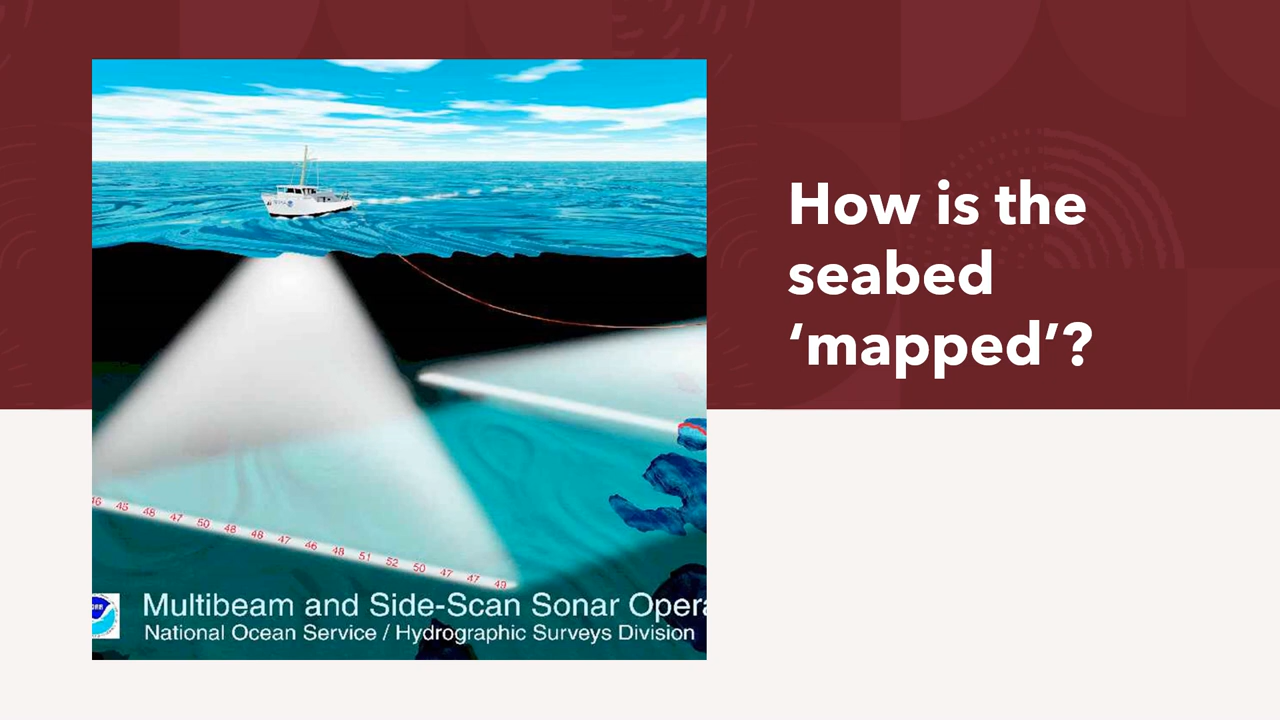 How is the
seabed
‘mapped’?
46 45 48 47 50 48 48 47 46 48 51 52 50 47 47 49
Multibeam and Side-Scan Sonar Opera
National Ocean Service / Hydrographic Surveys Division